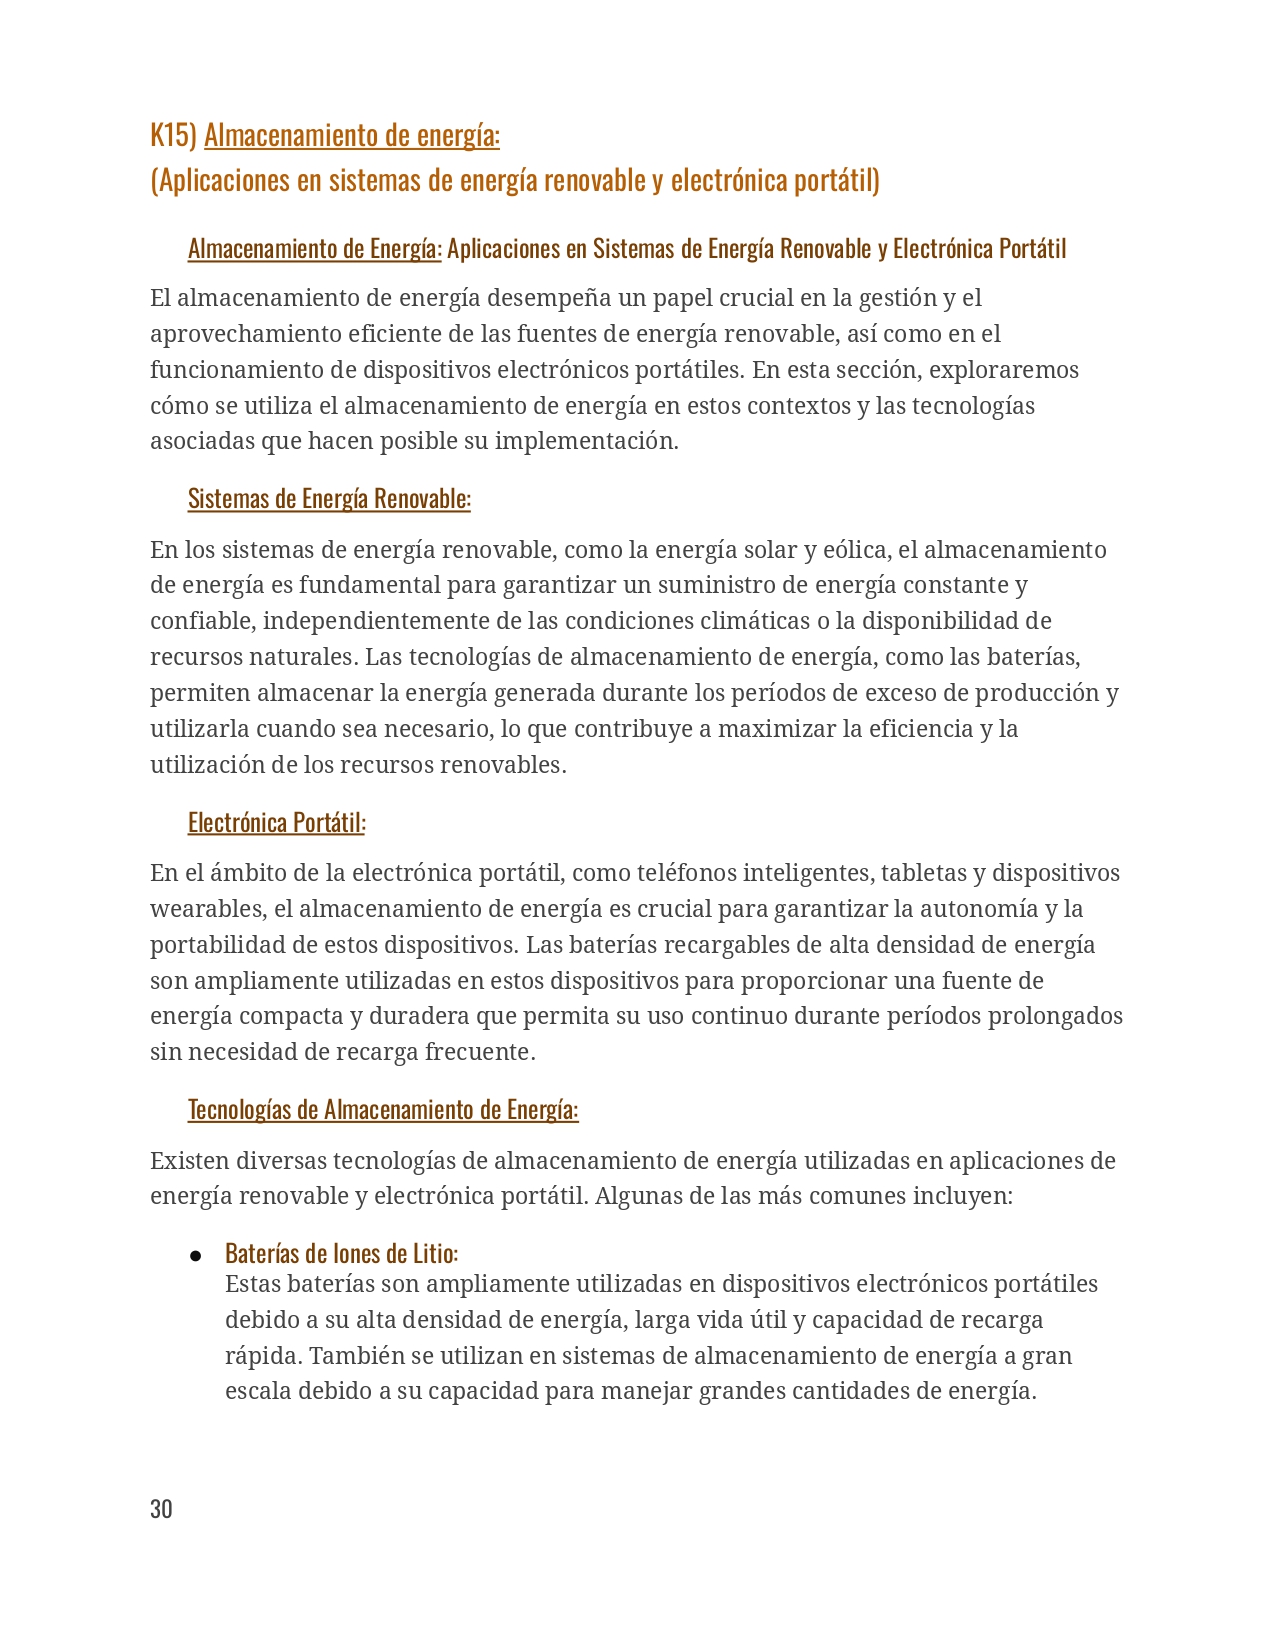 K15) Almacenamiento de energía:
(Aplicaciones en sistemas de energía renovable y electrónica portátil)
Almacenamiento de Energía: Aplicaciones en Sistemas de Energía Renovable y Electrónica Portátil
El almacenamiento de energía desempeña un papel crucial en la gestión y el
aprovechamiento eficiente de las fuentes de energía renovable, así como en el
funcionamiento de dispositivos electrónicos portátiles. En esta sección, exploraremos
cómo se utiliza el almacenamiento de energía en estos contextos y las tecnologías
asociadas que hacen posible su implementación.
Sistemas de Energía Renovable:
En los sistemas de energía renovable, como la energía solar y eólica, el almacenamiento
de energía es fundamental para garantizar un suministro de energía constante y
confiable, independientemente de las condiciones climáticas o la disponibilidad de
recursos naturales. Las tecnologías de almacenamiento de energía, como las baterías,
permiten almacenar la energía generada durante los períodos de exceso de producción y
utilizarla cuando sea necesario, lo que contribuye a maximizar la eficiencia y la
utilización de los recursos renovables.
Electrónica Portátil:
En el ámbito de la electrónica portátil, como teléfonos inteligentes, tabletas y dispositivos
wearables, el almacenamiento de energía es crucial para garantizar la autonomía y la
portabilidad de estos dispositivos. Las baterías recargables de alta densidad de energía
son ampliamente utilizadas en estos dispositivos para proporcionar una fuente de
energía compacta y duradera que permita su uso continuo durante períodos prolongados
sin necesidad de recarga frecuente.
Tecnologías de Almacenamiento de Energía:
Existen diversas tecnologías de almacenamiento de energía utilizadas en aplicaciones de
energía renovable y electrónica portátil. Algunas de las más comunes incluyen:
● Baterías de Iones de Litio:
Estas baterías son ampliamente utilizadas en dispositivos electrónicos portátiles
debido a su alta densidad de energía, larga vida útil y capacidad de recarga
rápida. También se utilizan en sistemas de almacenamiento de energía a gran
escala debido a su capacidad para manejar grandes cantidades de energía.
30